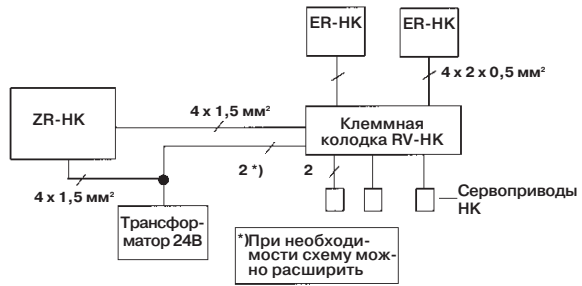 ER-HK
ER-HK
4 x 2 x 0,5 мм²
ZR-HK
4 x 1,5 мм²
Клеммная
колодка RV-HK
2 *)
2
4 x 1,5 мм²
Сервоприводы
НК
Трансфор-
матор 24В
*)При необходи-
мости схему мож-
но расширить